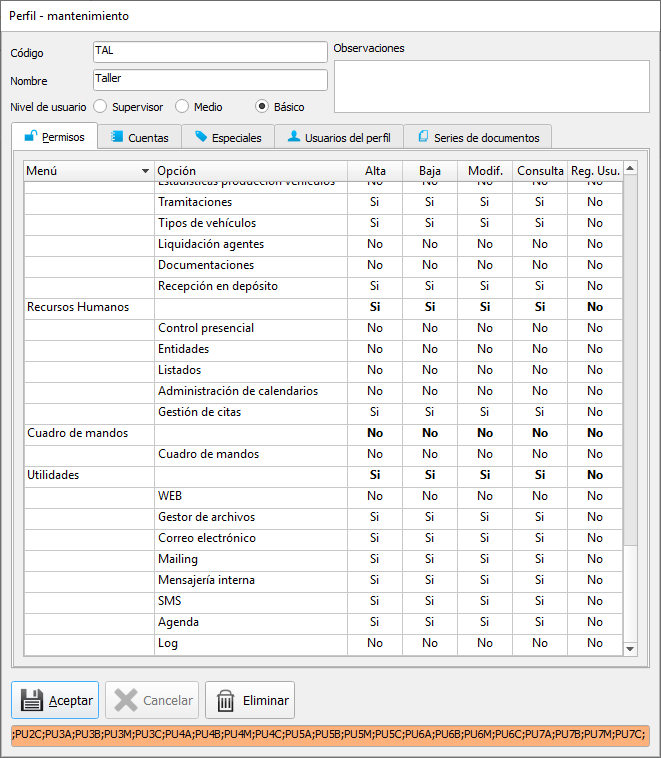 Perfil - mantenimiento
Código TAL
Observaciones
Nombre Taller
Nivel de usuario Supervisor Medio Básico
Permisos Cuentas Especiales Usuarios del perfil Series de documentos
Menú Opción Alta Baja Modif. Consulta Reg. Usu.
Estadísticas producción vehículos No No No No No
Tramitaciones Si Si Si Si No
Tipos de vehículos Si Si Si Si No
Liquidación agentes No No No No No
Documentaciones No No No No No
Recepción en depósito Si Si Si Si No
Recursos Humanos Si Si Si Si No
Control presencial No No No No No
Entidades No No No No No
Listados No No No No No
Administración de calendarios No No No No No
Gestión de citas Si Si Si Si No
Cuadro de mandos No No No No No
Cuadro de mandos No No No No No
Utilidades Si Si Si Si No
WEB No No No No No
Gestor de archivos Si Si Si Si No
Correo electrónico Si Si Si Si No
Mailing Si Si Si Si No
Mensajería interna Si Si Si Si No
SMS Si Si Si Si No
Agenda Si Si Si Si No
Log No No No No No
Aceptar Cancelar Eliminar
;PU2C;PU3A;PU3B;PU3M;PU3C;PU4A;PU4B;PU4M;PU4C;PU5A;PU5B;PU5M;PU5C;PU6A;PU6B;PU6M;PU6C;PU7A;PU7B;PU7M;PU7C;